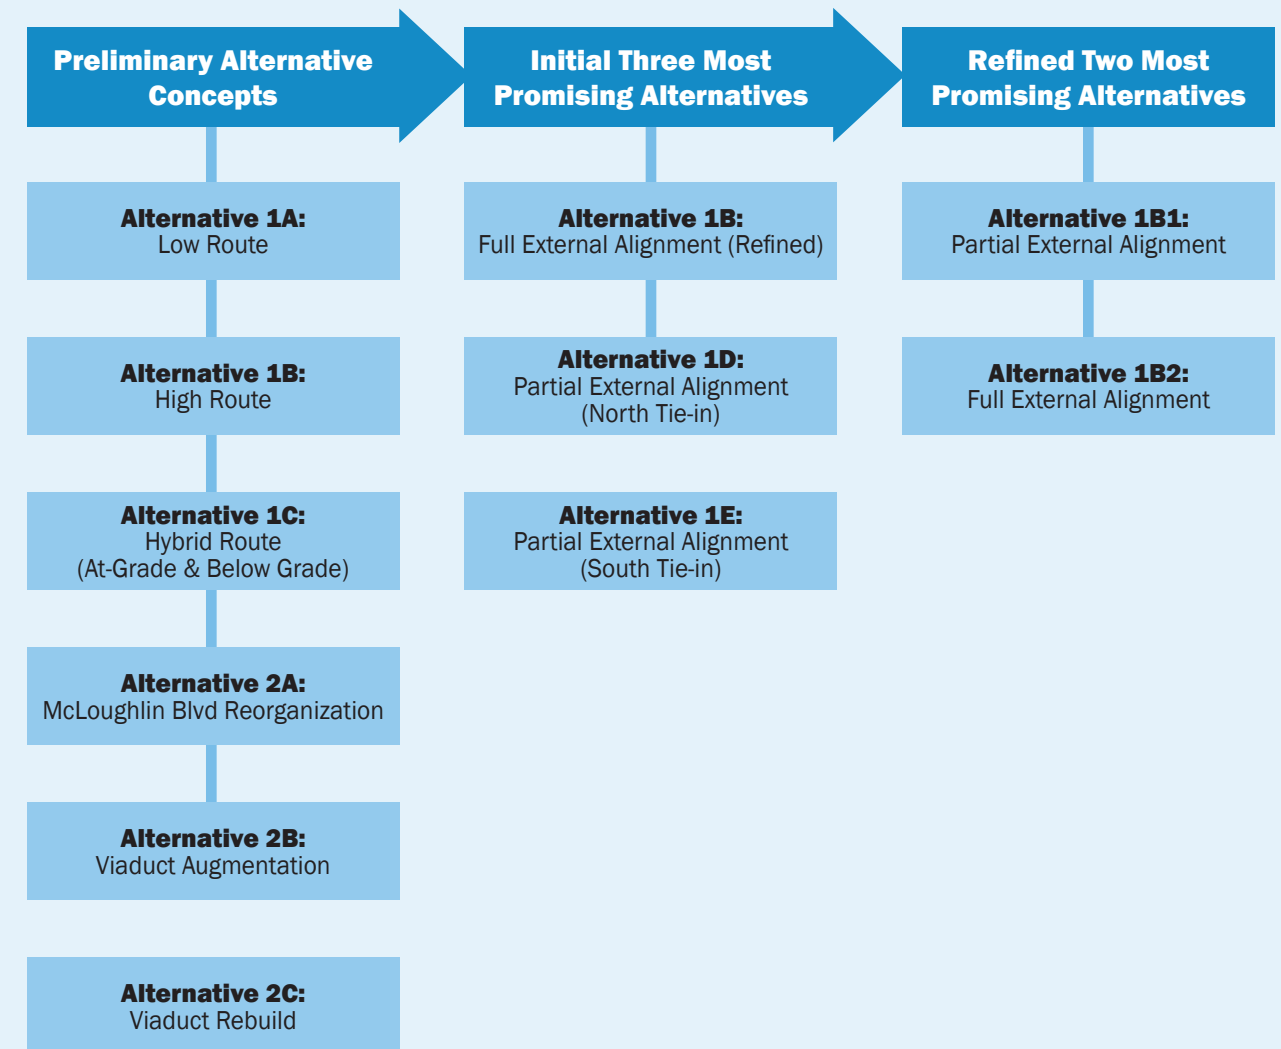 Preliminary Alternative
Concepts
Alternative 1A:
Low Route
Alternative 1B:
High Route
Alternative 1C:
Hybrid Route
(At-Grade & Below Grade)
Alternative 2A:
McLoughlin Blvd Reorganization
Alternative 2B:
Viaduct Augmentation
Alternative 2C:
Viaduct Rebuild
Initial Three Most
Promising Alternatives
Alternative 1B:
Full External Alignment (Refined)
Alternative 1D:
Partial External Alignment
(North Tie-in)
Alternative 1E:
Partial External Alignment
(South Tie-in)
Refined Two Most
Promising Alternatives
Alternative 1B1:
Partial External Alignment
Alternative 1B2:
Full External Alignment